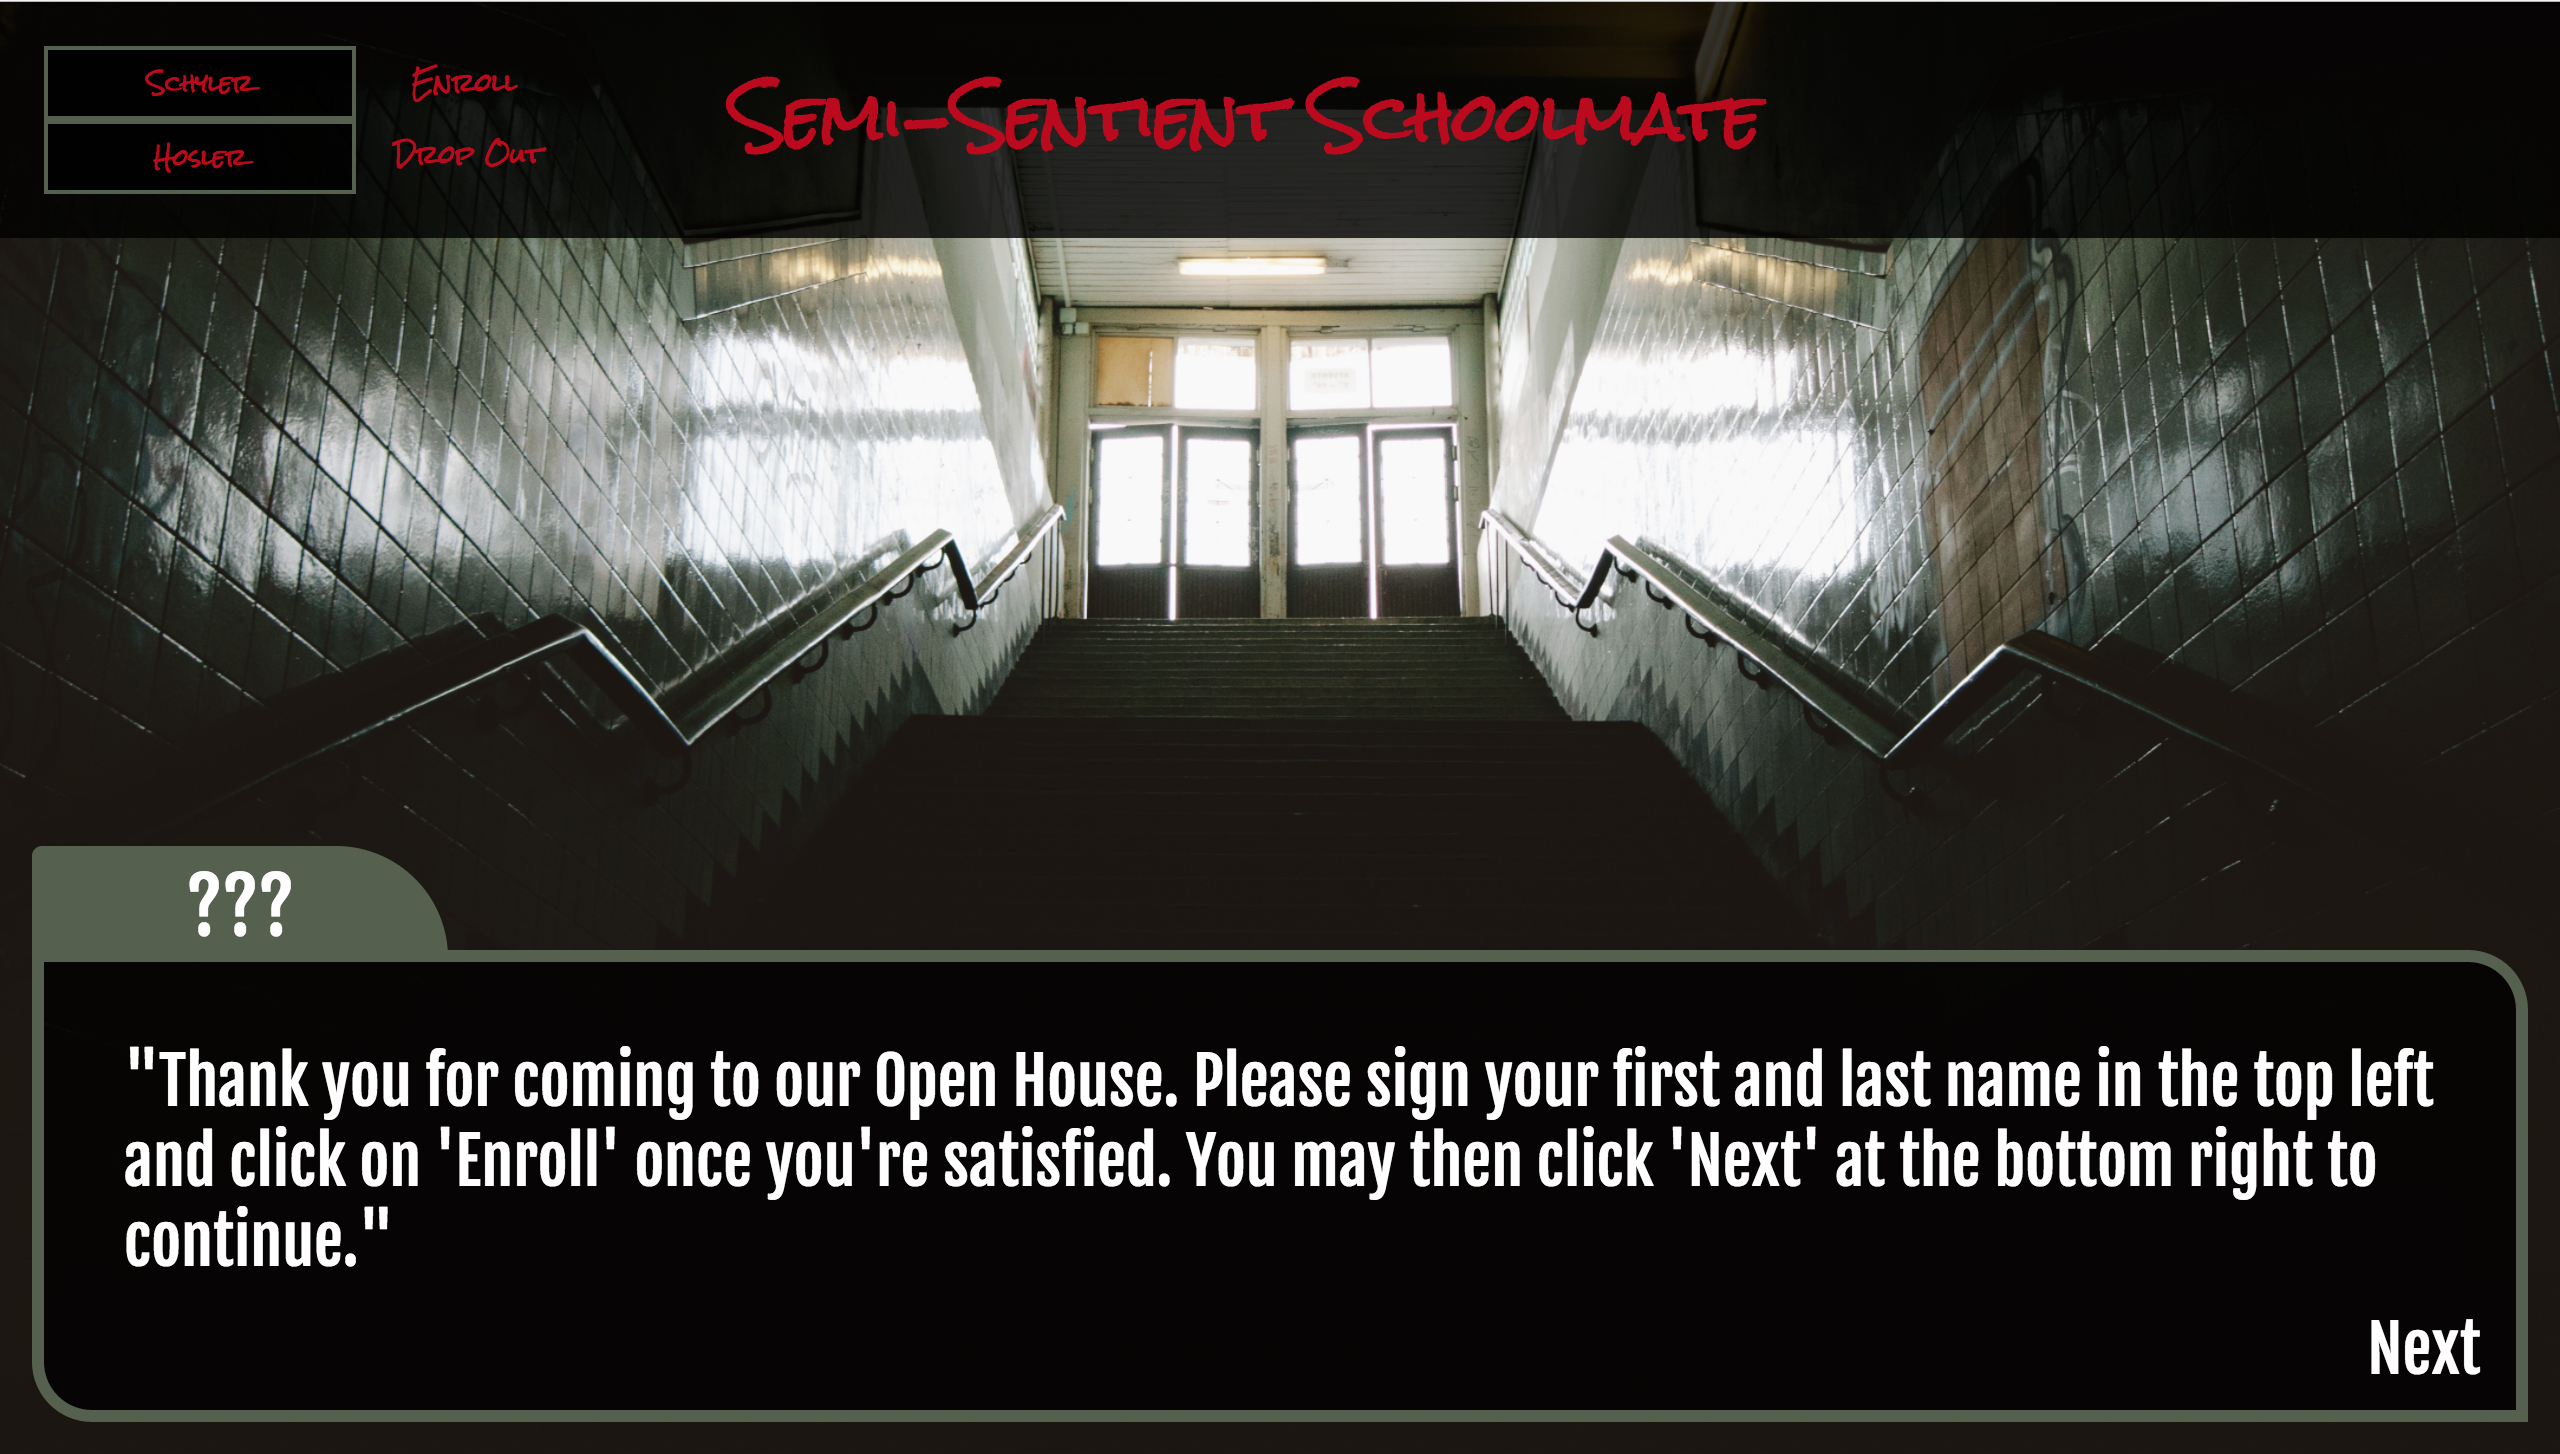 Schyler
Enroll
Hosler
Drop Out
Semi-Sentient Schoolmate
???
"Thank you for coming to our Open House. Please sign your first and last name in the top left
and click on 'Enroll' once you're satisfied. You may then click 'Next' at the bottom right to
continue."
Next